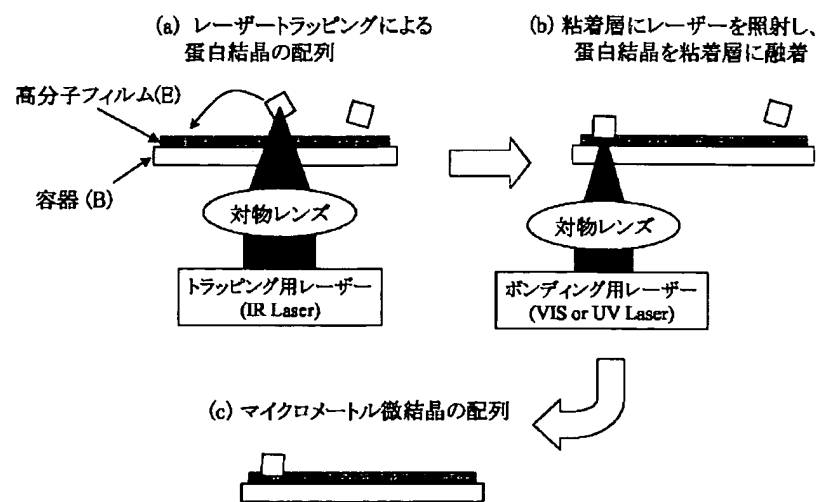 (a) レーザートラッピングによる
蛋白結晶の配列
(b) 粘着層にレーザーを照射し、
蛋白結晶を粘着層に融着
高分子フィルム(E)
容器(B)
対物レンズ
対物レンズ
トラッピング用レーザー
(IR Laser)
ボンディング用レーザー
(VIS or UV Laser)
(c) マイクロメートル微結晶の配列